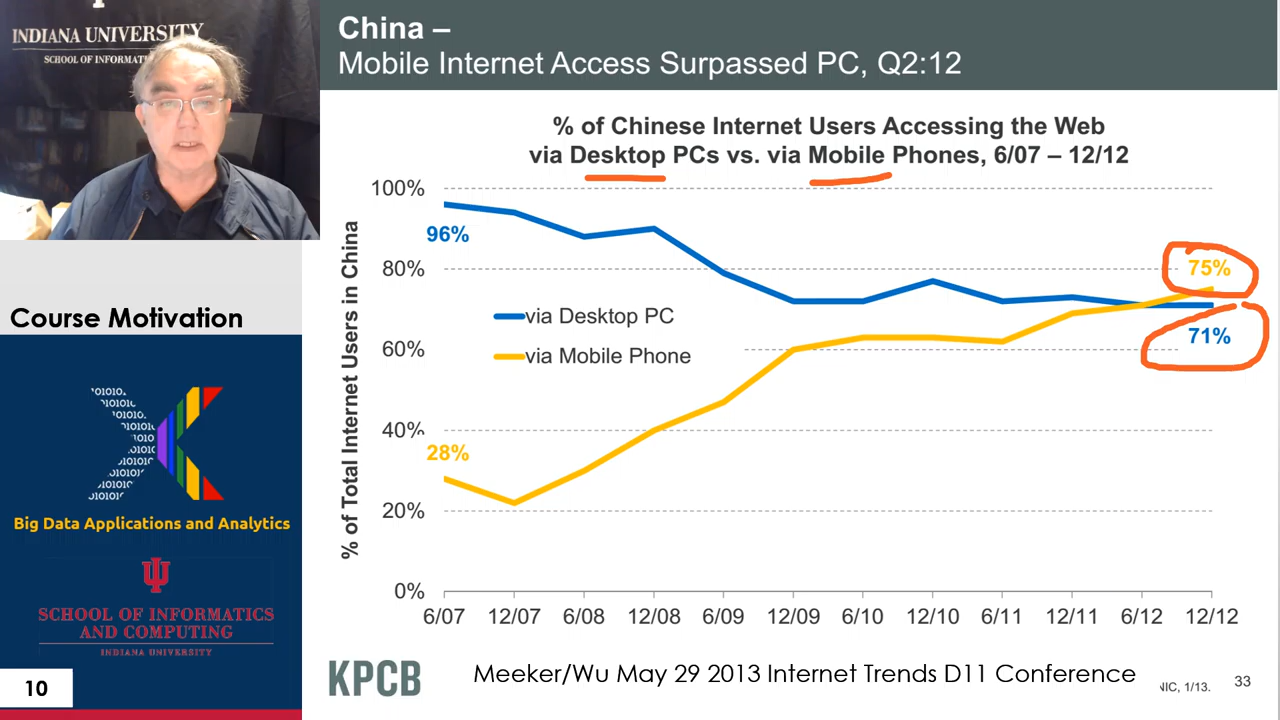 INDIANA UNIVERSITY
SCHOOL OF INFORMAT
China –
Mobile Internet Access Surpassed PC, Q2:12
% of Chinese Internet Users Accessing the Web
via Desktop PCs vs. via Mobile Phones, 6/07 – 12/12
% of Total Internet Users in China
100%
80%
60%
40%
20%
0%
96%
28%
75%
71%
via Desktop PC
via Mobile Phone
6/07 12/07 6/08 12/08 6/09 12/09 6/10 12/10 6/11 12/11 6/12 12/12
KPCB
Meeker/Wu May 29 2013 Internet Trends D11 Conference
NIC, 1/13.
33
Course Motivation
IOIOIO
Big Data Applications and Analytics
SCHOOL OF INFORMATICS
AND COMPUTING
INDIANA UNIVERSITY
10